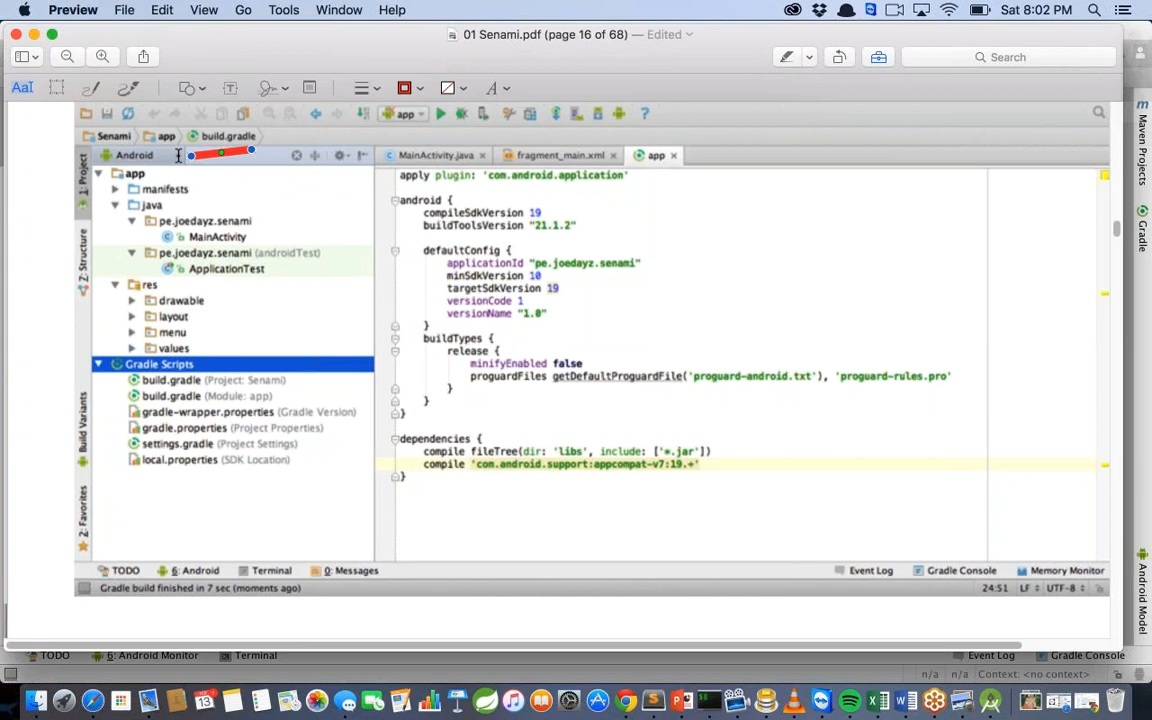 Preview File Edit View Go Tools Window Help Sat 8:02 PM
01 Senami.pdf (page 16 of 68) — Edited
Search
AaI
T
A
app
?
Senami app build.gradle
Android
MainActivity.java fragment_main.xml app
apply plugin: 'com.android.application'
android {
compileSdkVersion 19
buildToolsVersion "21.1.2"
defaultConfig {
applicationId "pe.joedayz.senami"
minSdkVersion 10
targetSdkVersion 19
versionCode 1
versionName "1.0"
}
buildTypes {
release {
minifyEnabled false
proguardFiles getDefaultProguardFile('proguard-android.txt'), 'proguard-rules.pro'
}
}
}
dependencies {
compile fileTree(dir: 'libs', include: ['*.jar'])
compile 'com.android.support:appcompat-v7:19.+'
}
app
manifests
java
pe.joedayz.senami
MainActivity
pe.joedayz.senami (androidTest)
ApplicationTest
res
drawable
layout
menu
values
Gradle Scripts
build.gradle (Project: Senami)
build.gradle (Module: app)
gradle-wrapper.properties (Gradle Version)
gradle.properties (Project Properties)
settings.gradle (Project Settings)
local.properties (SDK Location)
1: Project
Z: Structure
Build Variants
2: Favorites
TODO 6: Android Terminal 0: Messages Event Log Gradle Console Memory Monitor
Gradle build finished in 7 sec (moments ago) 24:51 LF UTF-8
Maven Projects
Gradle
Android Model
TODO 6: Android Monitor Terminal Event Log Gradle Console
n/a n/a Context: <no context>